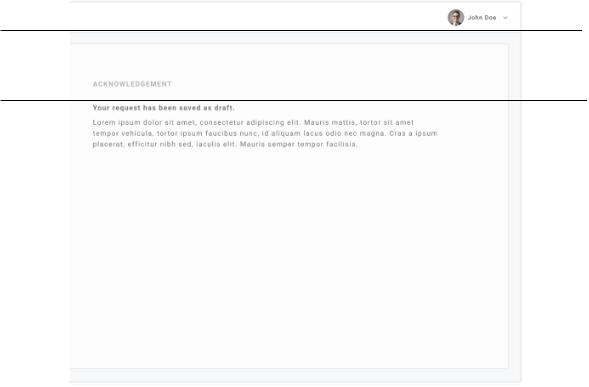 John Doe
ACKNOWLEDGEMENT
Your request has been saved as draft.
Lorem ipsum dolor sit amet, consectetur adipiscing elit. Mauris mattis, tortor sit amet
tempor vehicula, tortor ipsum faucibus nunc, id aliquam lacus odio nec magna. Cras a ipsum
placerat, efficitur nibh sed, iaculis elit. Mauris semper tempor facilisis.